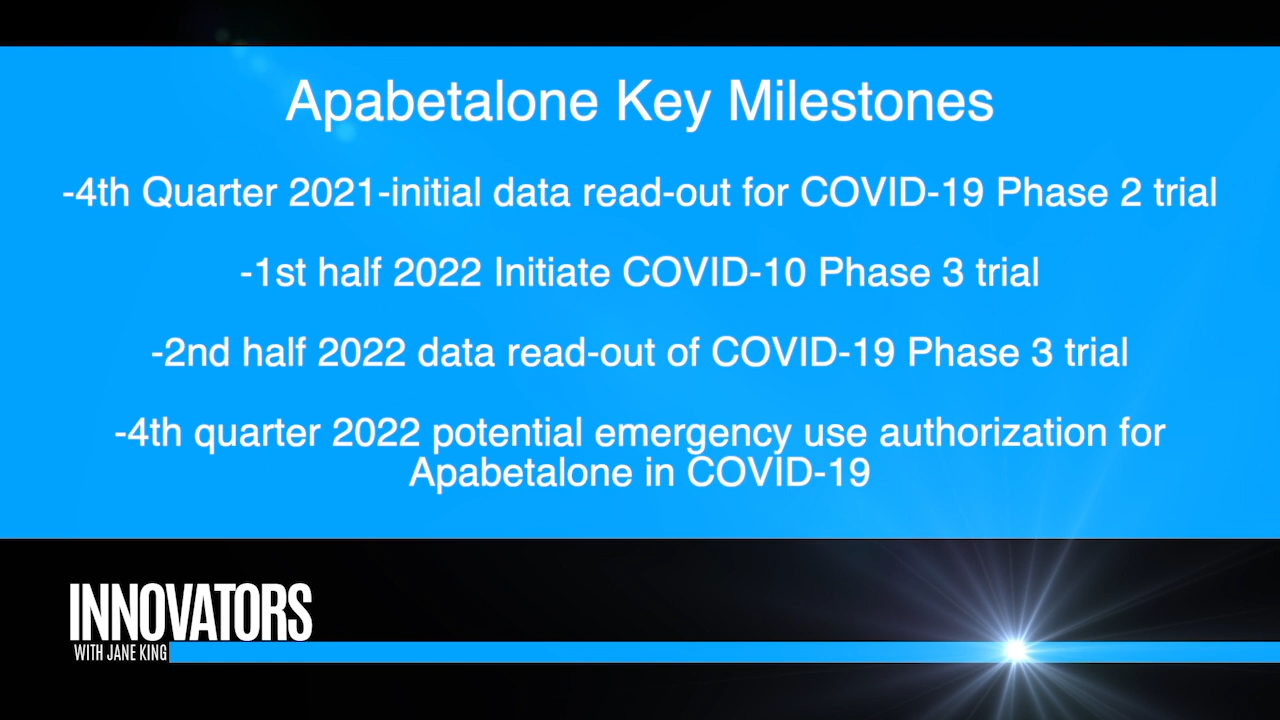 Apabetalone Key Milestones
-4th Quarter 2021-initial data read-out for COVID-19 Phase 2 trial
-1st half 2022 Initiate COVID-10 Phase 3 trial
-2nd half 2022 data read-out of COVID-19 Phase 3 trial
-4th quarter 2022 potential emergency use authorization for
Apabetalone in COVID-19
INNOVATORS
WITH JANE KING